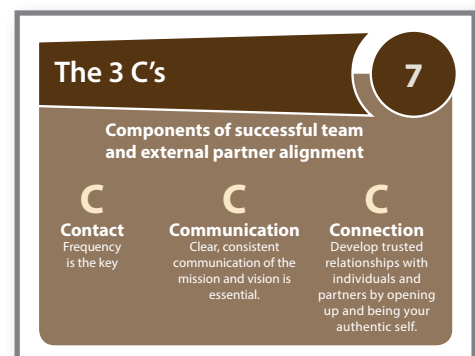 The 3 C’s
7
Components of successful team
and external partner alignment
C
Contact
Frequency
is the key
C
Communication
Clear, consistent
communication of the
mission and vision is
essential.
C
Connection
Develop trusted
relationships with
individuals and
partners by opening
up and being your
authentic self.